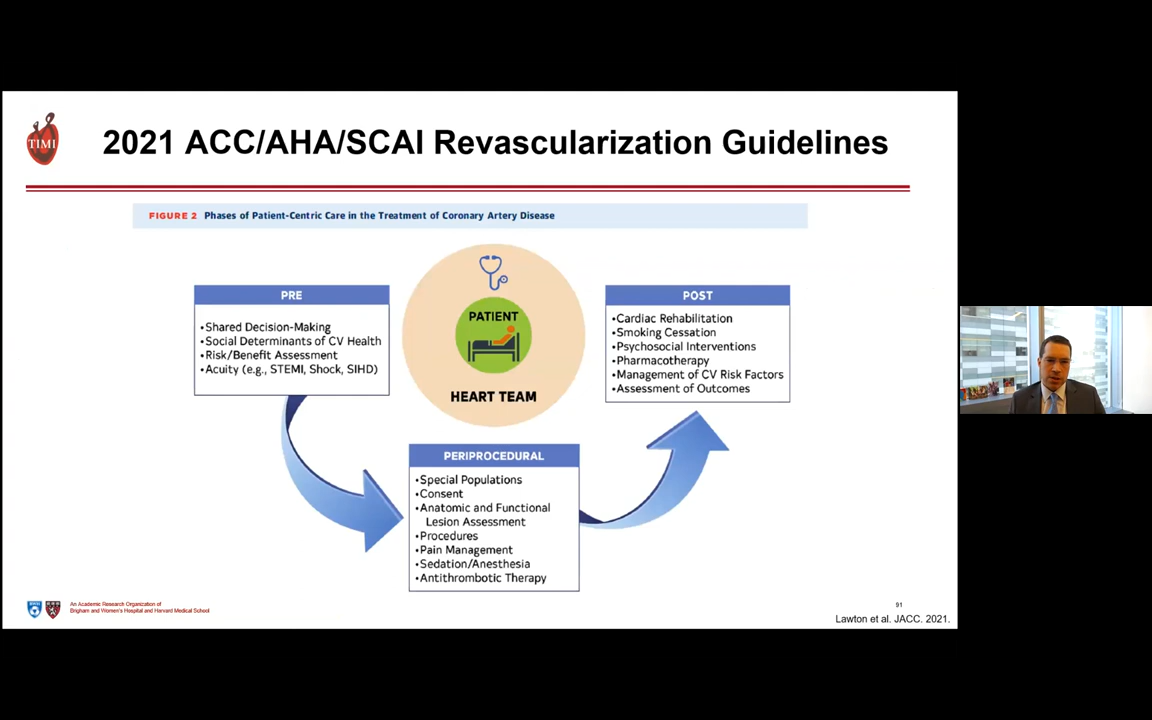 TIMI
2021 ACC/AHA/SCAI Revascularization Guidelines
FIGURE 2 Phases of Patient-Centric Care in the Treatment of Coronary Artery Disease
PRE
•Shared Decision-Making
•Social Determinants of CV Health
•Risk/Benefit Assessment
•Acuity (e.g., STEMI, Shock, SIHD)
PATIENT
HEART TEAM
POST
•Cardiac Rehabilitation
•Smoking Cessation
•Psychosocial Interventions
•Pharmacotherapy
•Management of CV Risk Factors
•Assessment of Outcomes
PERIPROCEDURAL
•Special Populations
•Consent
•Anatomic and Functional
Lesion Assessment
•Procedures
•Pain Management
•Sedation/Anesthesia
•Antithrombotic Therapy
An Academic Research Organization of
Brigham and Women's Hospital and Harvard Medical School
91
Lawton et al. JACC. 2021.